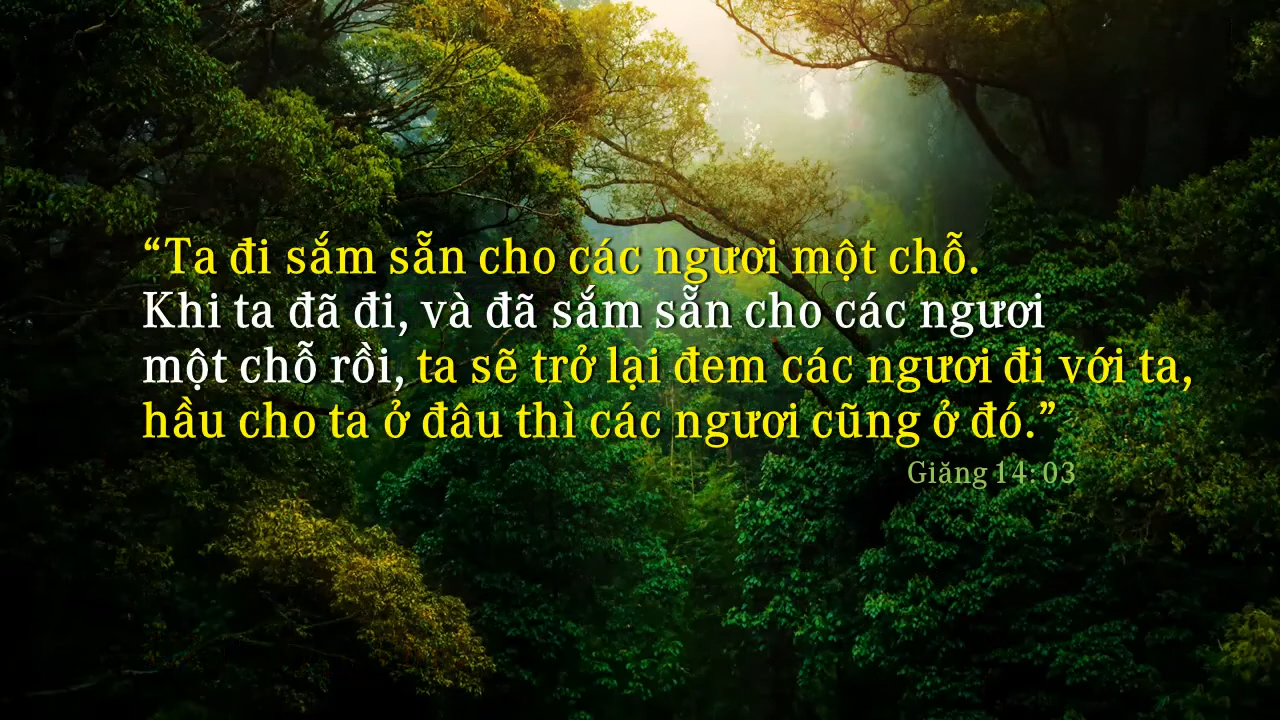 “Ta đi sắm sẵn cho các ngươi một chỗ.
Khi ta đã đi, và đã sắm sẵn cho các ngươi
một chỗ rồi, ta sẽ trở lại đem các ngươi đi với ta,
hầu cho ta ở đâu thì các ngươi cũng ở đó.”
Giăng 14: 03